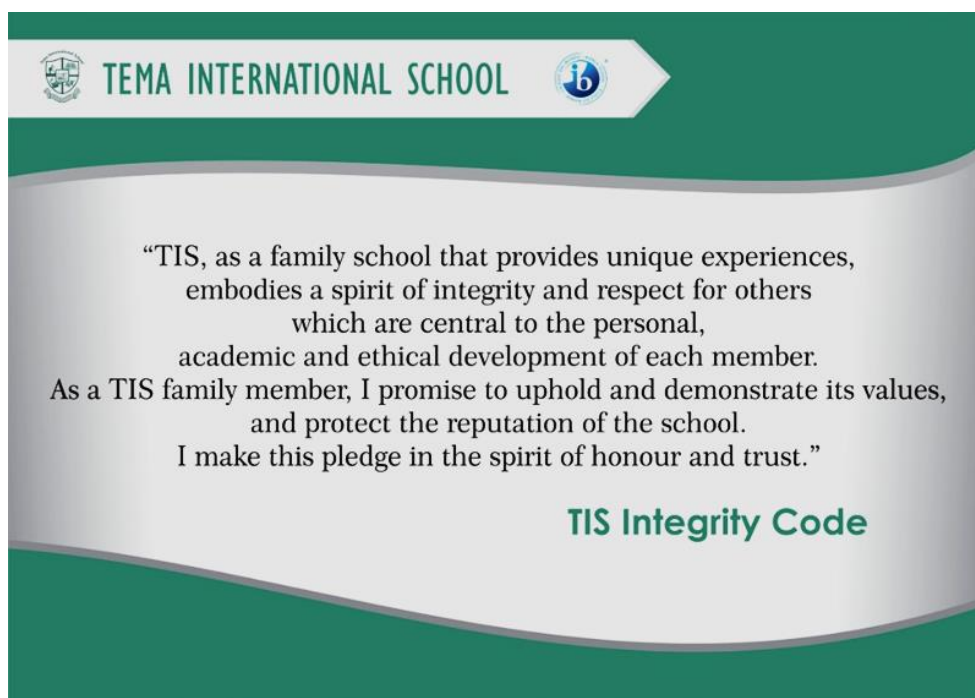 TEMA INTERNATIONAL SCHOOL
ib
“TIS, as a family school that provides unique experiences,
embodies a spirit of integrity and respect for others
which are central to the personal,
academic and ethical development of each member.
As a TIS family member, I promise to uphold and demonstrate its values,
and protect the reputation of the school.
I make this pledge in the spirit of honour and trust.”
TIS Integrity Code